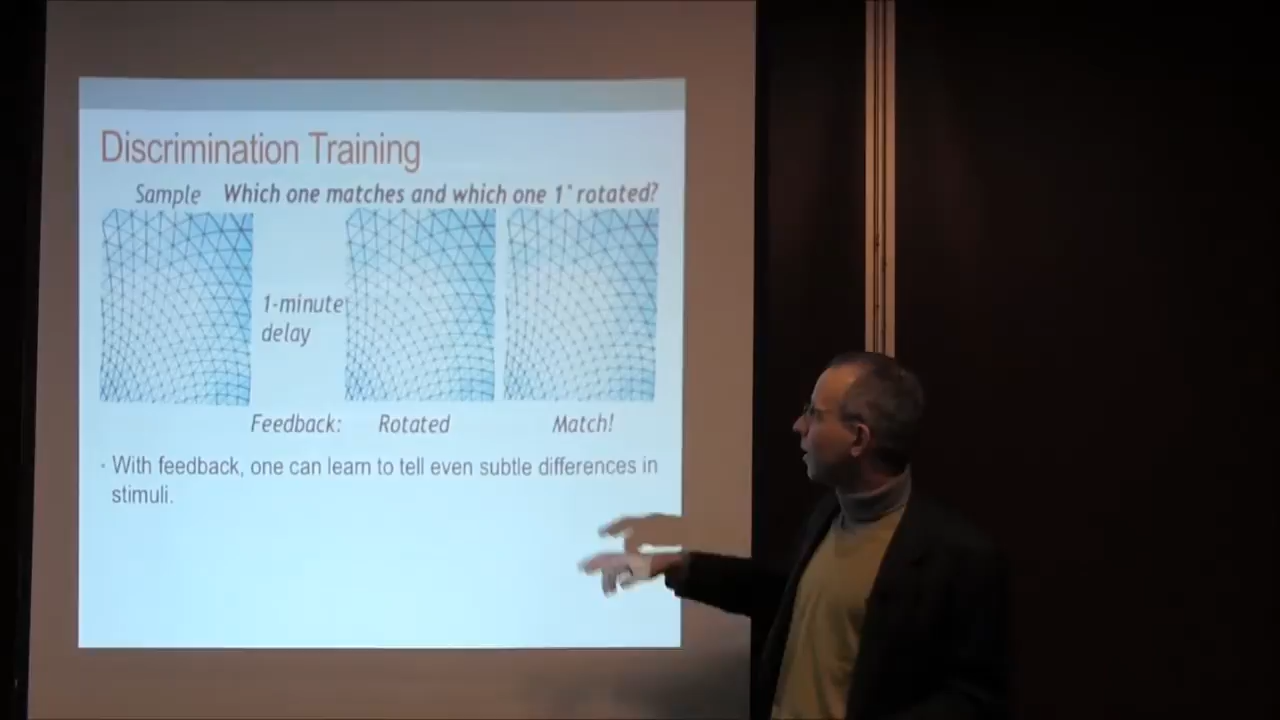 Discrimination Training
Sample Which one matches and which one 1° rotated?
1-minute
delay
Feedback: Rotated Match!
· With feedback, one can learn to tell even subtle differences in
stimuli.